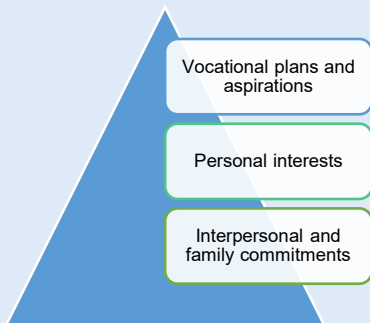 Vocational plans and
aspirations
Personal interests
Interpersonal and
family commitments